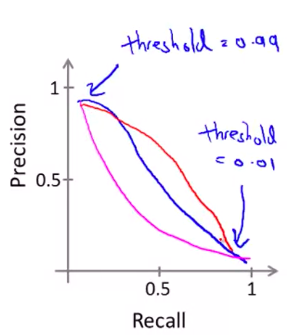 threshold = 0.99
1
threshold
= 0.01
Precision
0.5
0.5
1
Recall